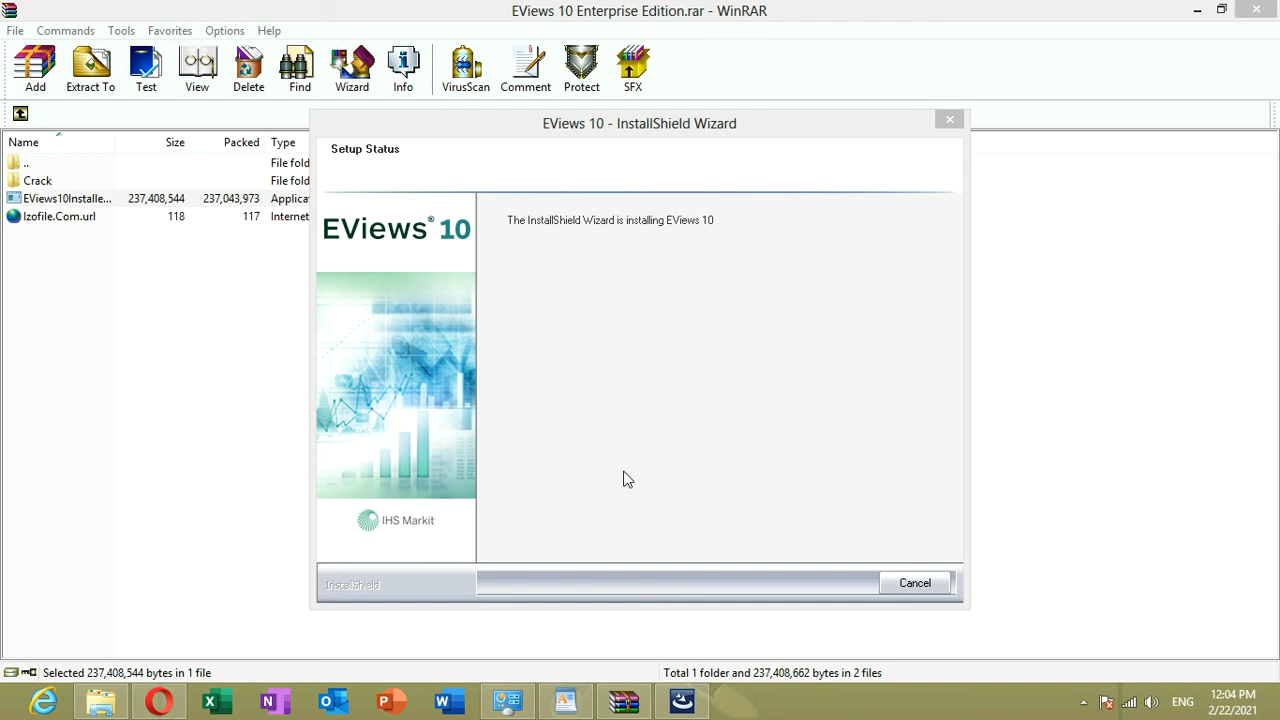 EViews 10 Enterprise Edition.rar - WinRAR
File Commands Tools Favorites Options Help
Add Extract To Test View Delete Find Wizard Info VirusScan Comment Protect SFX
Name Size Packed Type
.. File fold
Crack File fold
EViews10Installe... 237,408,544 237,043,973 Applica
Izofile.Com.url 118 117 Internet
EViews 10 - InstallShield Wizard
Setup Status
The InstallShield Wizard is installing EViews 10
EViews® 10
IHS Markit
InstallShield
Cancel
Selected 237,408,544 bytes in 1 file
Total 1 folder and 237,408,662 bytes in 2 files
ENG
12:04 PM
2/22/2021